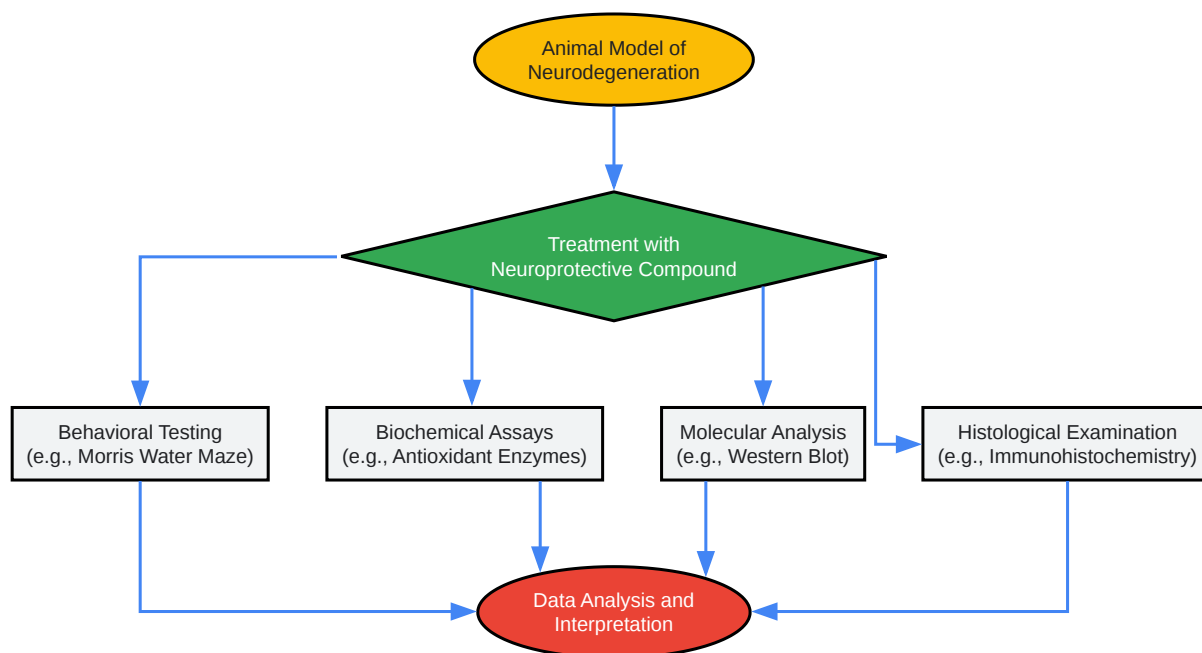 Animal Model of
Neurodegeneration
Treatment with
Neuroprotective Compound
Behavioral Testing
(e.g., Morris Water Maze)
Biochemical Assays
(e.g., Antioxidant Enzymes)
Molecular Analysis
(e.g., Western Blot)
Histological Examination
(e.g., Immunohistochemistry)
Data Analysis and
Interpretation